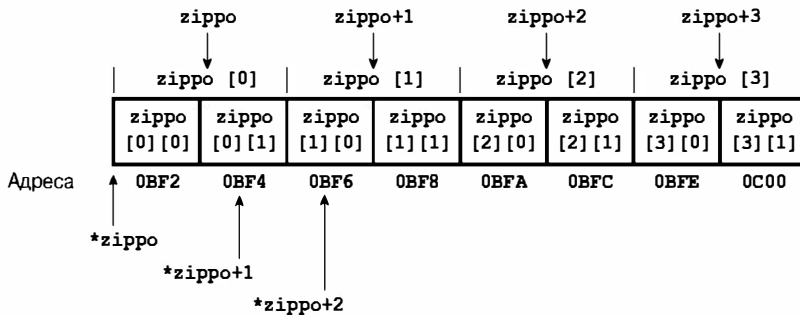 zippo zippo+1 zippo+2 zippo+3
zippo [0] zippo [1] zippo [2] zippo [3]
zippo zippo zippo zippo zippo zippo zippo zippo
[0][0] [0][1] [1][0] [1][1] [2][0] [2][1] [3][0] [3][1]
Адреса 0BF2 0BF4 0BF6 0BF8 0BFA 0BFC 0BFE 0C00
*zippo
*zippo+1
*zippo+2